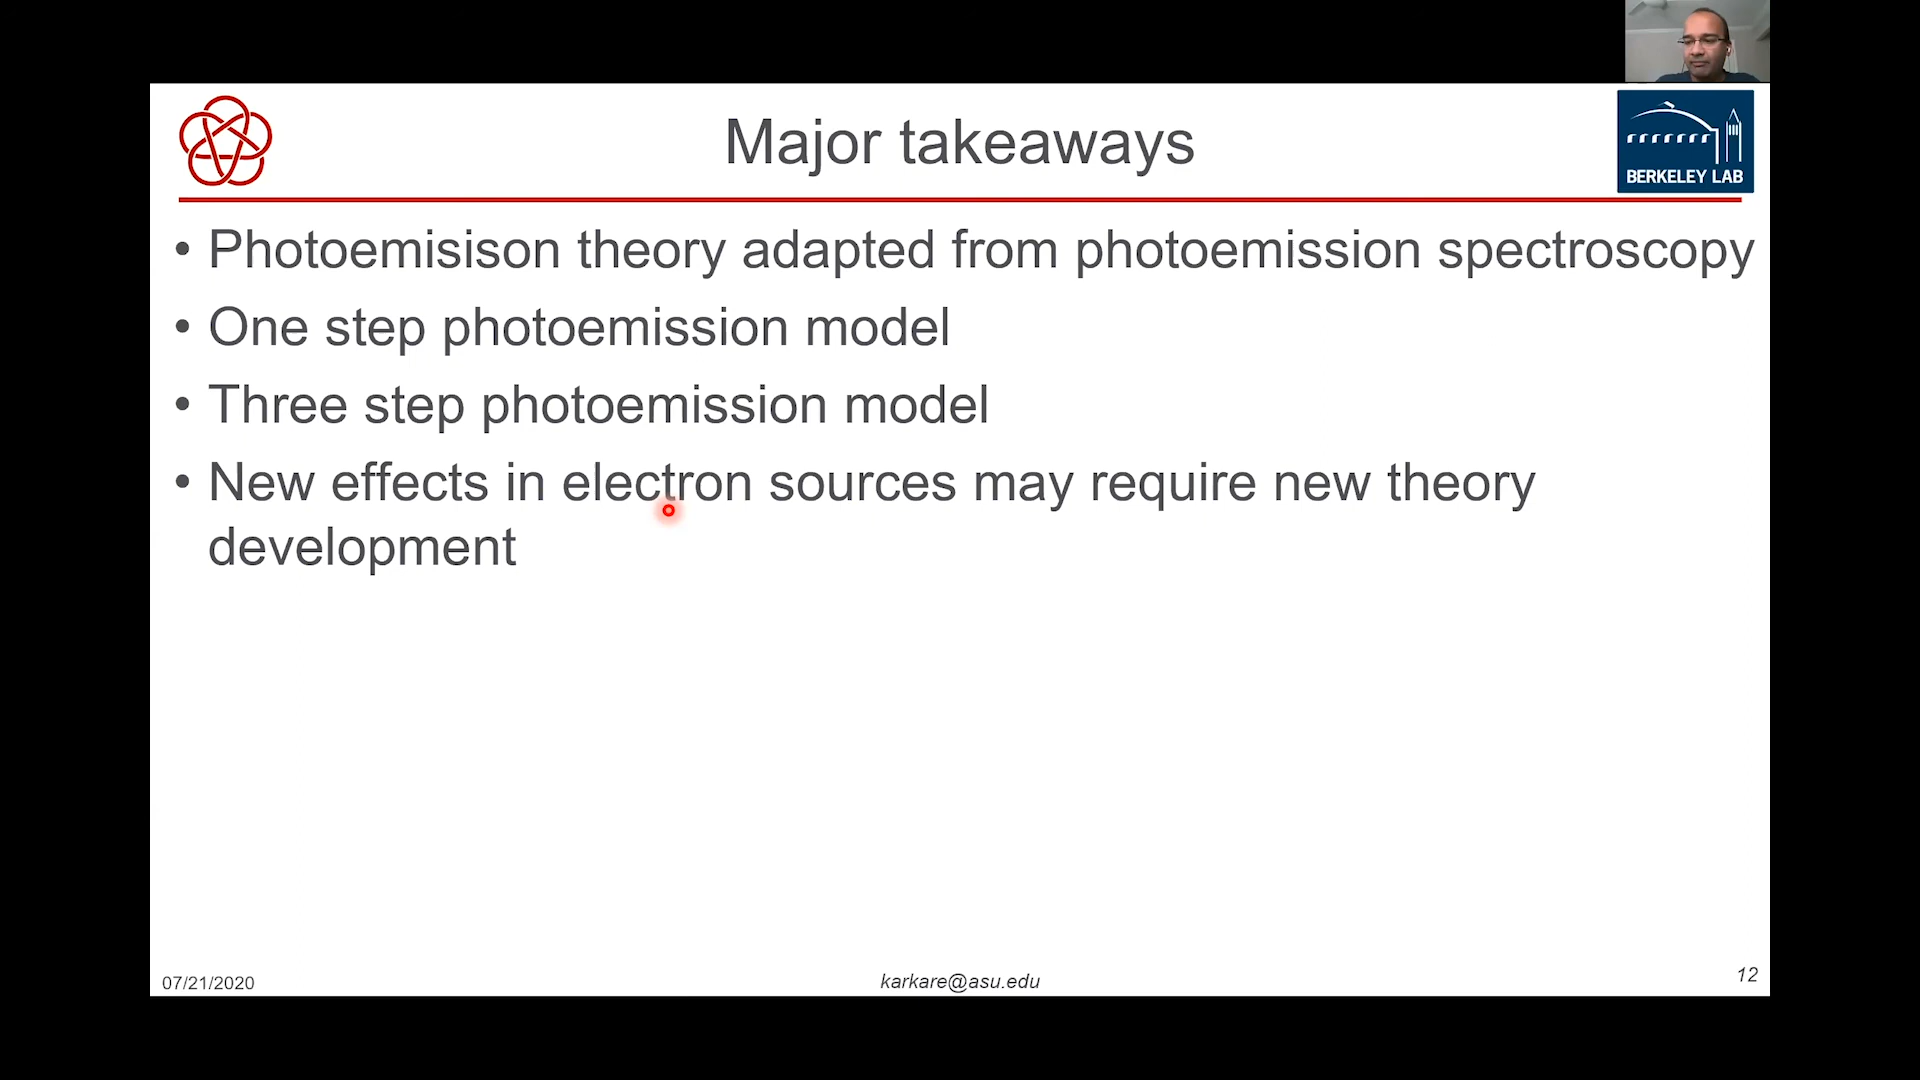 Major takeaways
BERKELEY LAB
• Photoemisison theory adapted from photoemission spectroscopy
• One step photoemission model
• Three step photoemission model
• New effects in electron sources may require new theory
development
07/21/2020
karkare@asu.edu
12